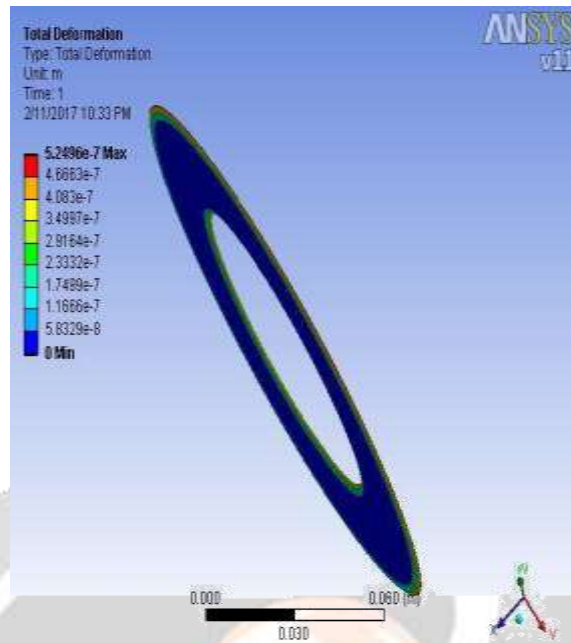 Total Deformation
Type: Total Deformation
Unit: m
Time: 1
2/11/2017 10:33 PM
ANSYS
v11
5.2496e-7 Max
4.6663e-7
4.083e-7
3.4997e-7
2.9164e-7
2.3332e-7
1.7499e-7
1.1666e-7
5.8329e-8
0 Min
0.000
0.060 (m)
0.030